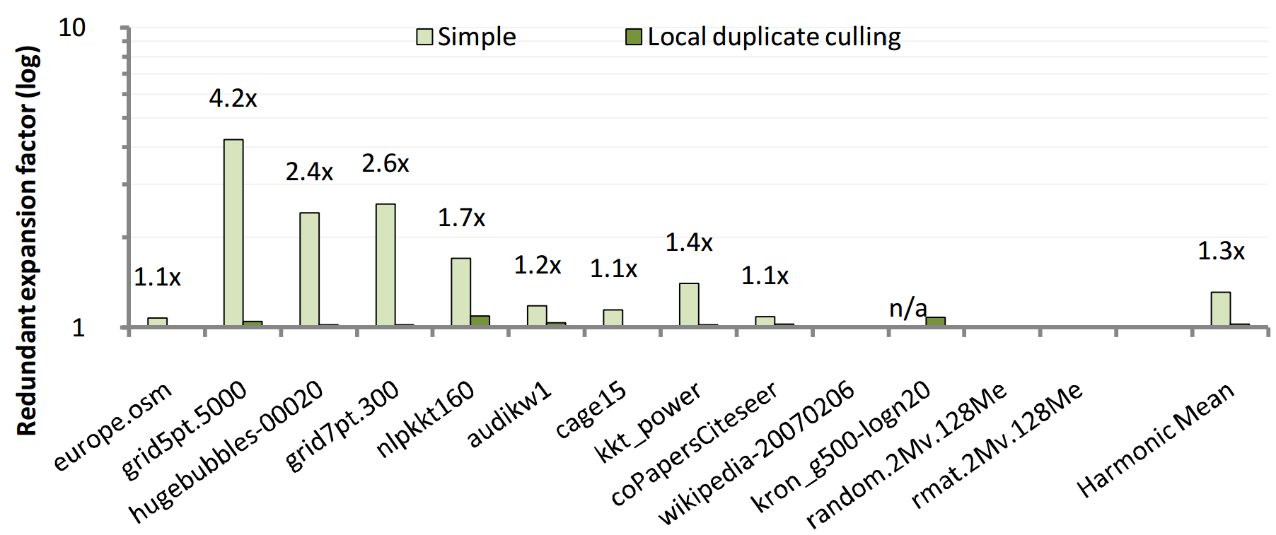 Redundant expansion factor (log)
10
1
Simple
Local duplicate culling
1.1x
4.2x
2.4x
2.6x
1.7x
1.2x
1.1x
1.4x
1.1x
n/a
1.3x
europe.osm
grid5pt.5000
hugebubbles-00020
grid7pt.300
nlpkkt160
audikw1
cage15
kkt_power
coPapersCiteseer
wikipedia-20070206
kron_g500-logn20
random.2Mv.128Me
rmat.2Mv.128Me
Harmonic Mean